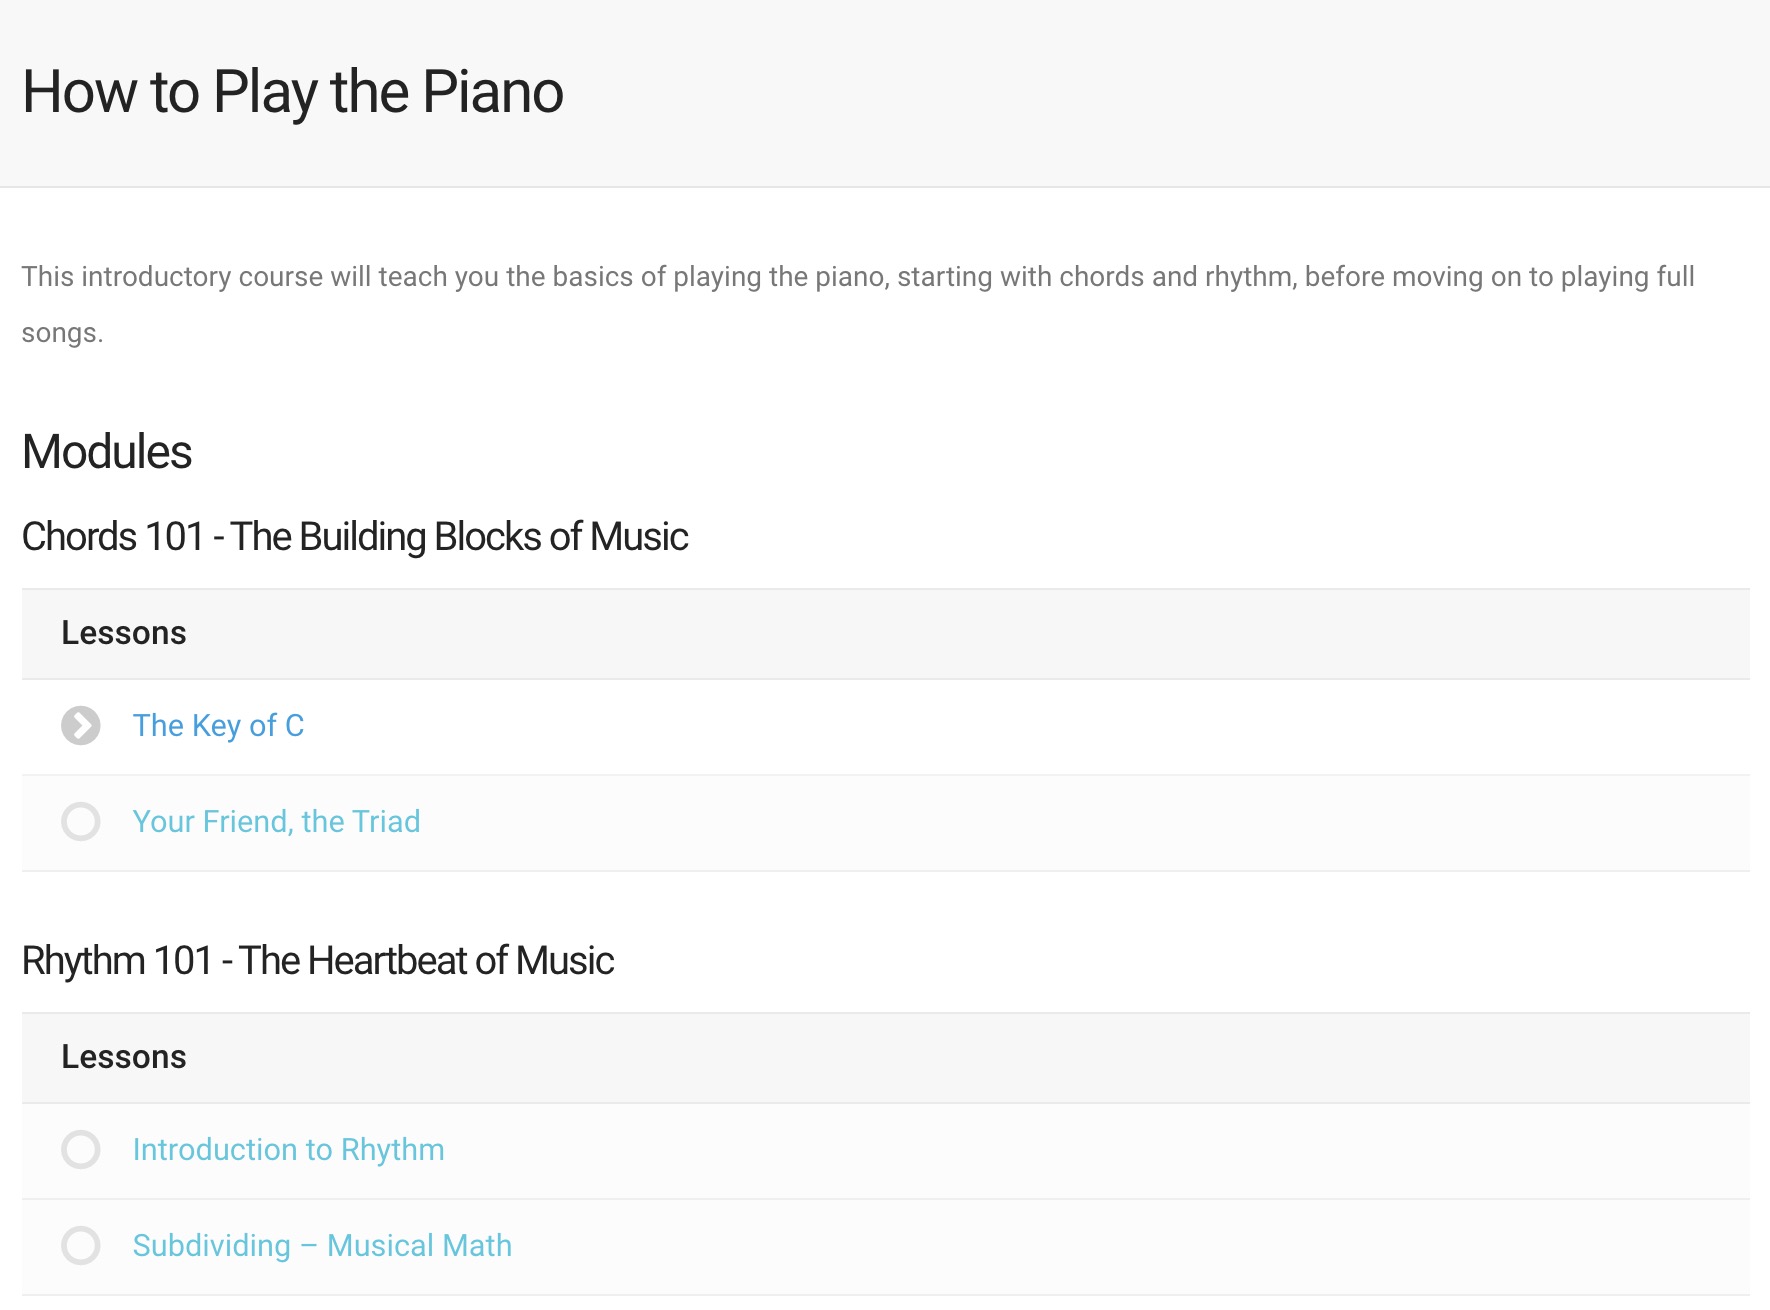 How to Play the Piano
This introductory course will teach you the basics of playing the piano, starting with chords and rhythm, before moving on to playing full
songs.
Modules
Chords 101 - The Building Blocks of Music
Lessons
The Key of C
Your Friend, the Triad
Rhythm 101 - The Heartbeat of Music
Lessons
Introduction to Rhythm
Subdividing – Musical Math